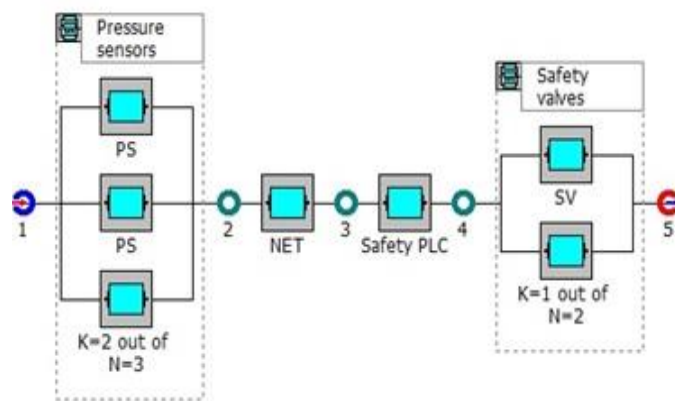 Pressure
sensors
PS
PS
K=2 out of
N=3
1
2
NET
3
Safety PLC
4
Safety
valves
SV
K=1 out of
N=2
5